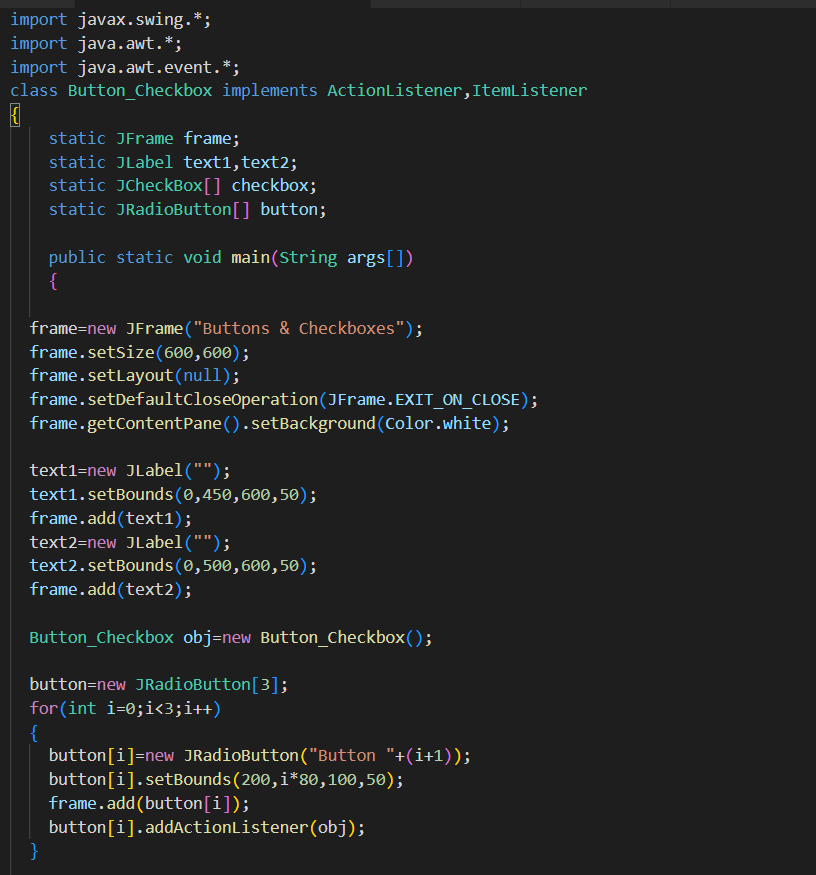 import javax.swing.*;
import java.awt.*;
import java.awt.event.*;
class Button_Checkbox implements ActionListener,ItemListener
{
    static JFrame frame;
    static JLabel text1,text2;
    static JCheckBox[] checkbox;
    static JRadioButton[] button;

    public static void main(String args[])
    {

  frame=new JFrame("Buttons & Checkboxes");
  frame.setSize(600,600);
  frame.setLayout(null);
  frame.setDefaultCloseOperation(JFrame.EXIT_ON_CLOSE);
  frame.getContentPane().setBackground(Color.white);

  text1=new JLabel("");
  text1.setBounds(0,450,600,50);
  frame.add(text1);
  text2=new JLabel("");
  text2.setBounds(0,500,600,50);
  frame.add(text2);

  Button_Checkbox obj=new Button_Checkbox();

  button=new JRadioButton[3];
  for(int i=0;i<3;i++)
  {
    button[i]=new JRadioButton("Button "+(i+1));
    button[i].setBounds(200,i*80,100,50);
    frame.add(button[i]);
    button[i].addActionListener(obj);
  }